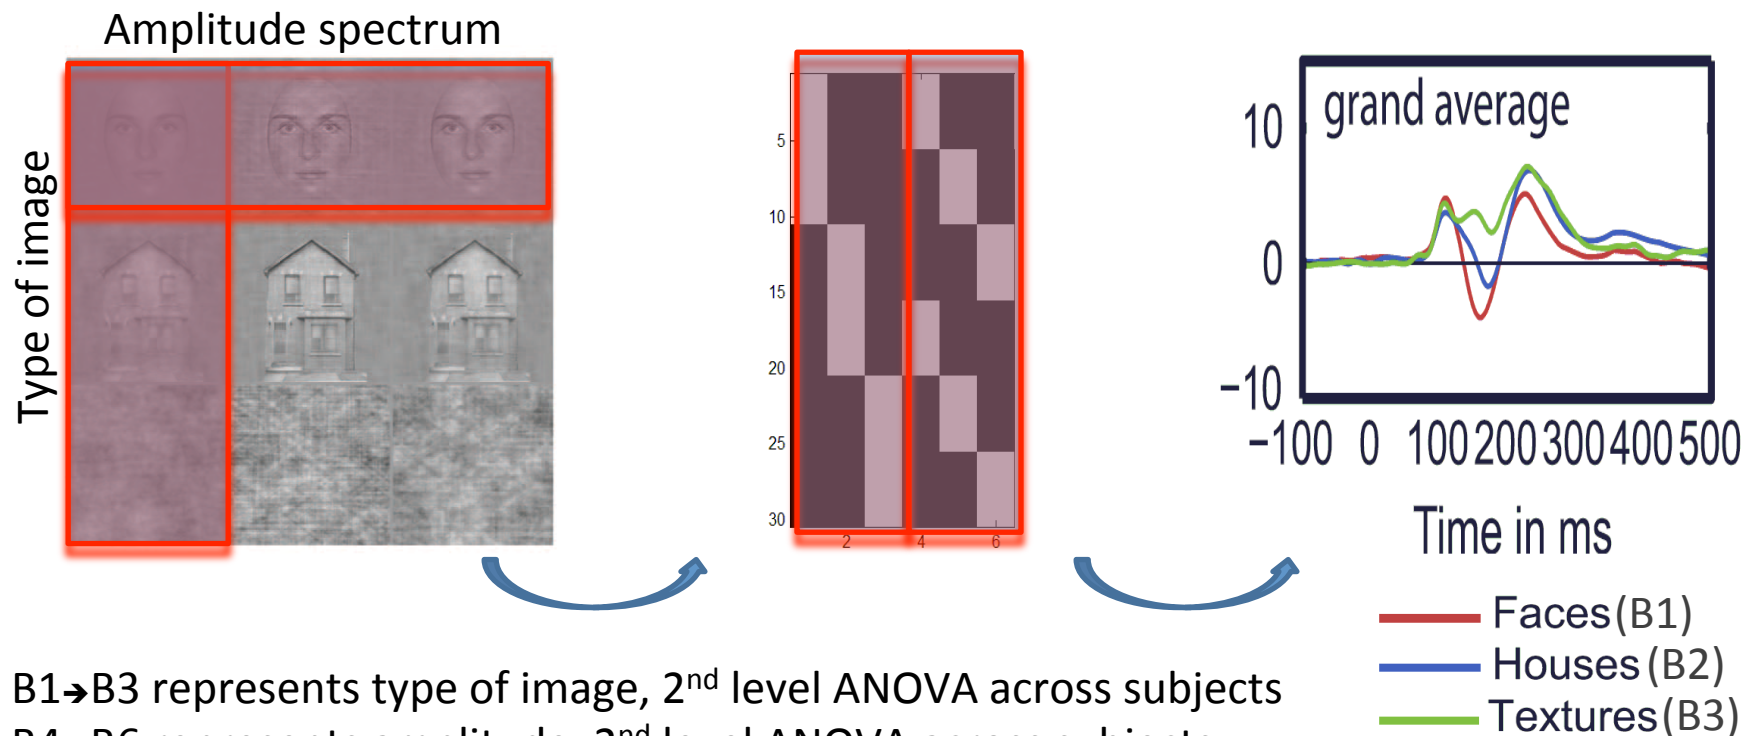 Amplitude spectrum
Type of image
5
10
15
20
25
30
2 4 6
grand average
10
0
−10
−100 0 100 200 300 400 500
Time in ms
Faces (B1)
Houses (B2)
Textures (B3)
B1➔B3 represents type of image, 2nd level ANOVA across subjects